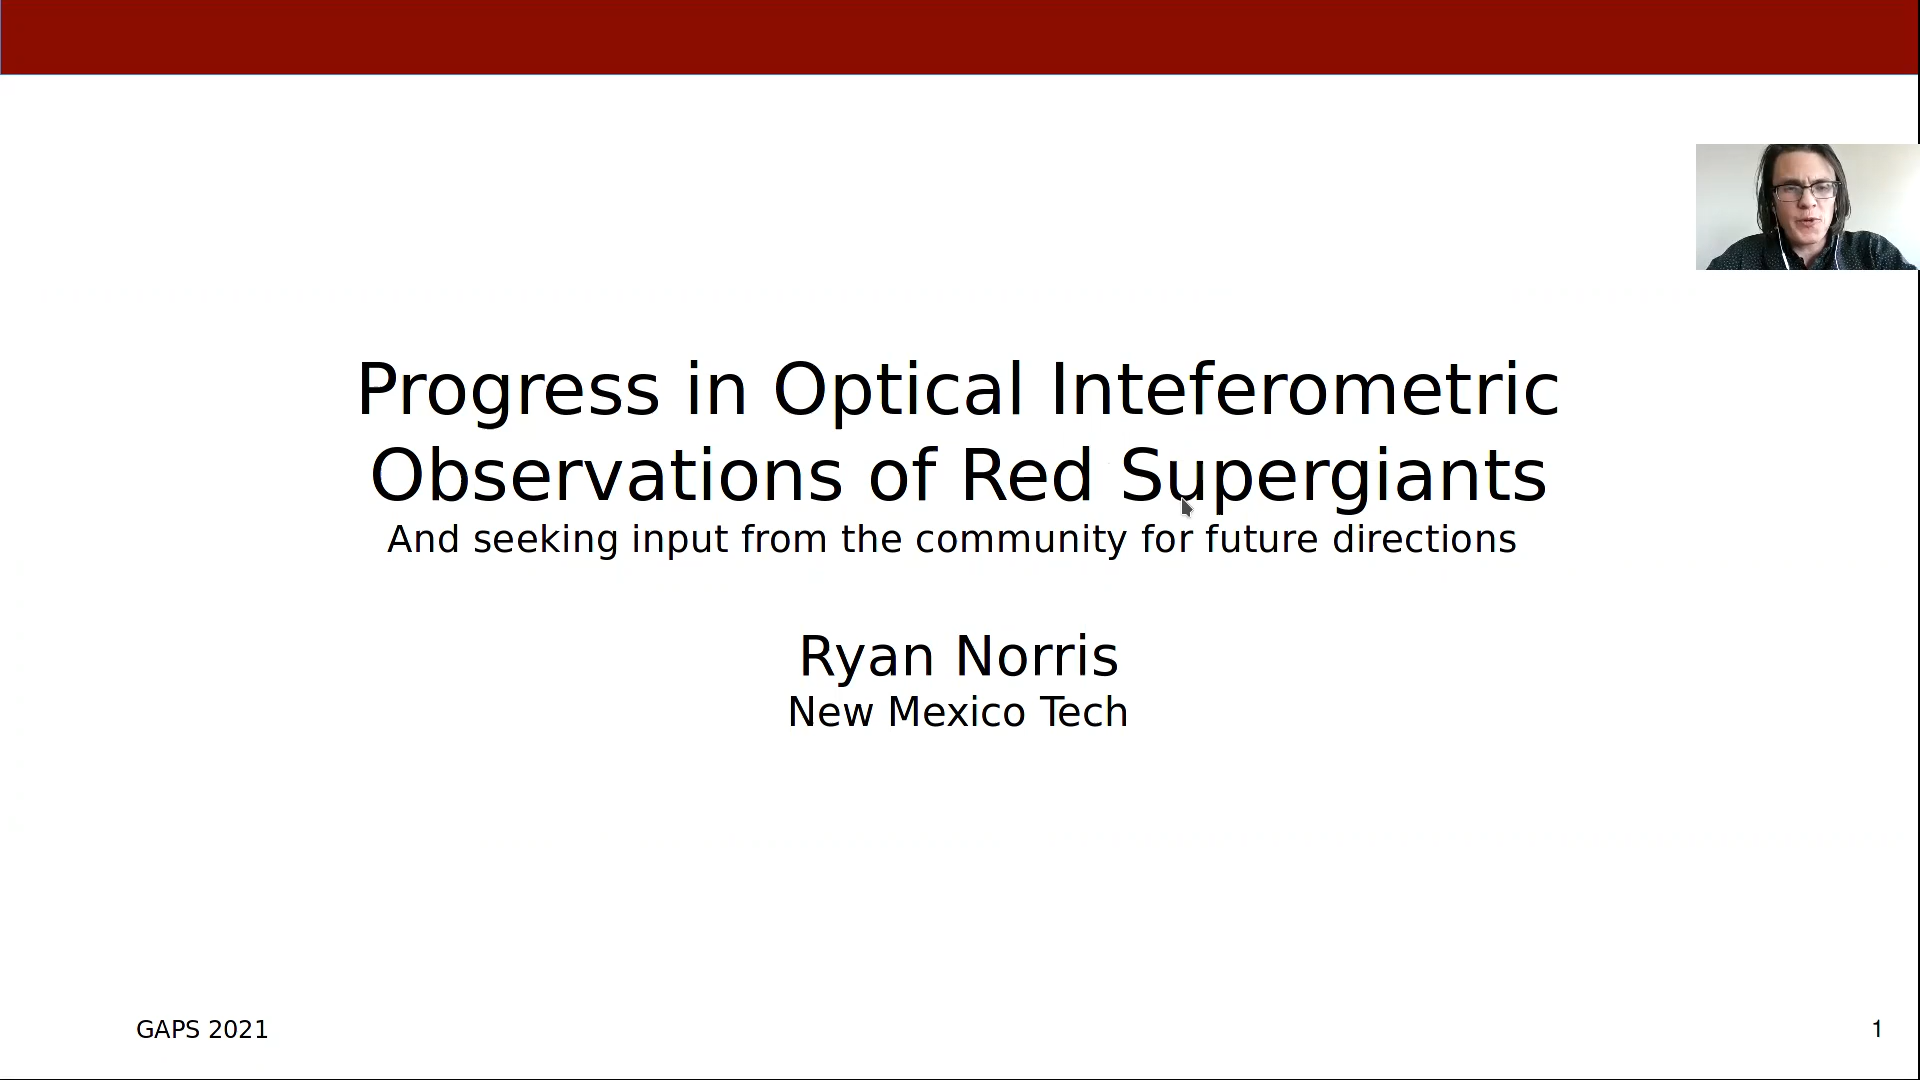 Progress in Optical Inteferometric
Observations of Red Supergiants
And seeking input from the community for future directions
Ryan Norris
New Mexico Tech
GAPS 2021
1